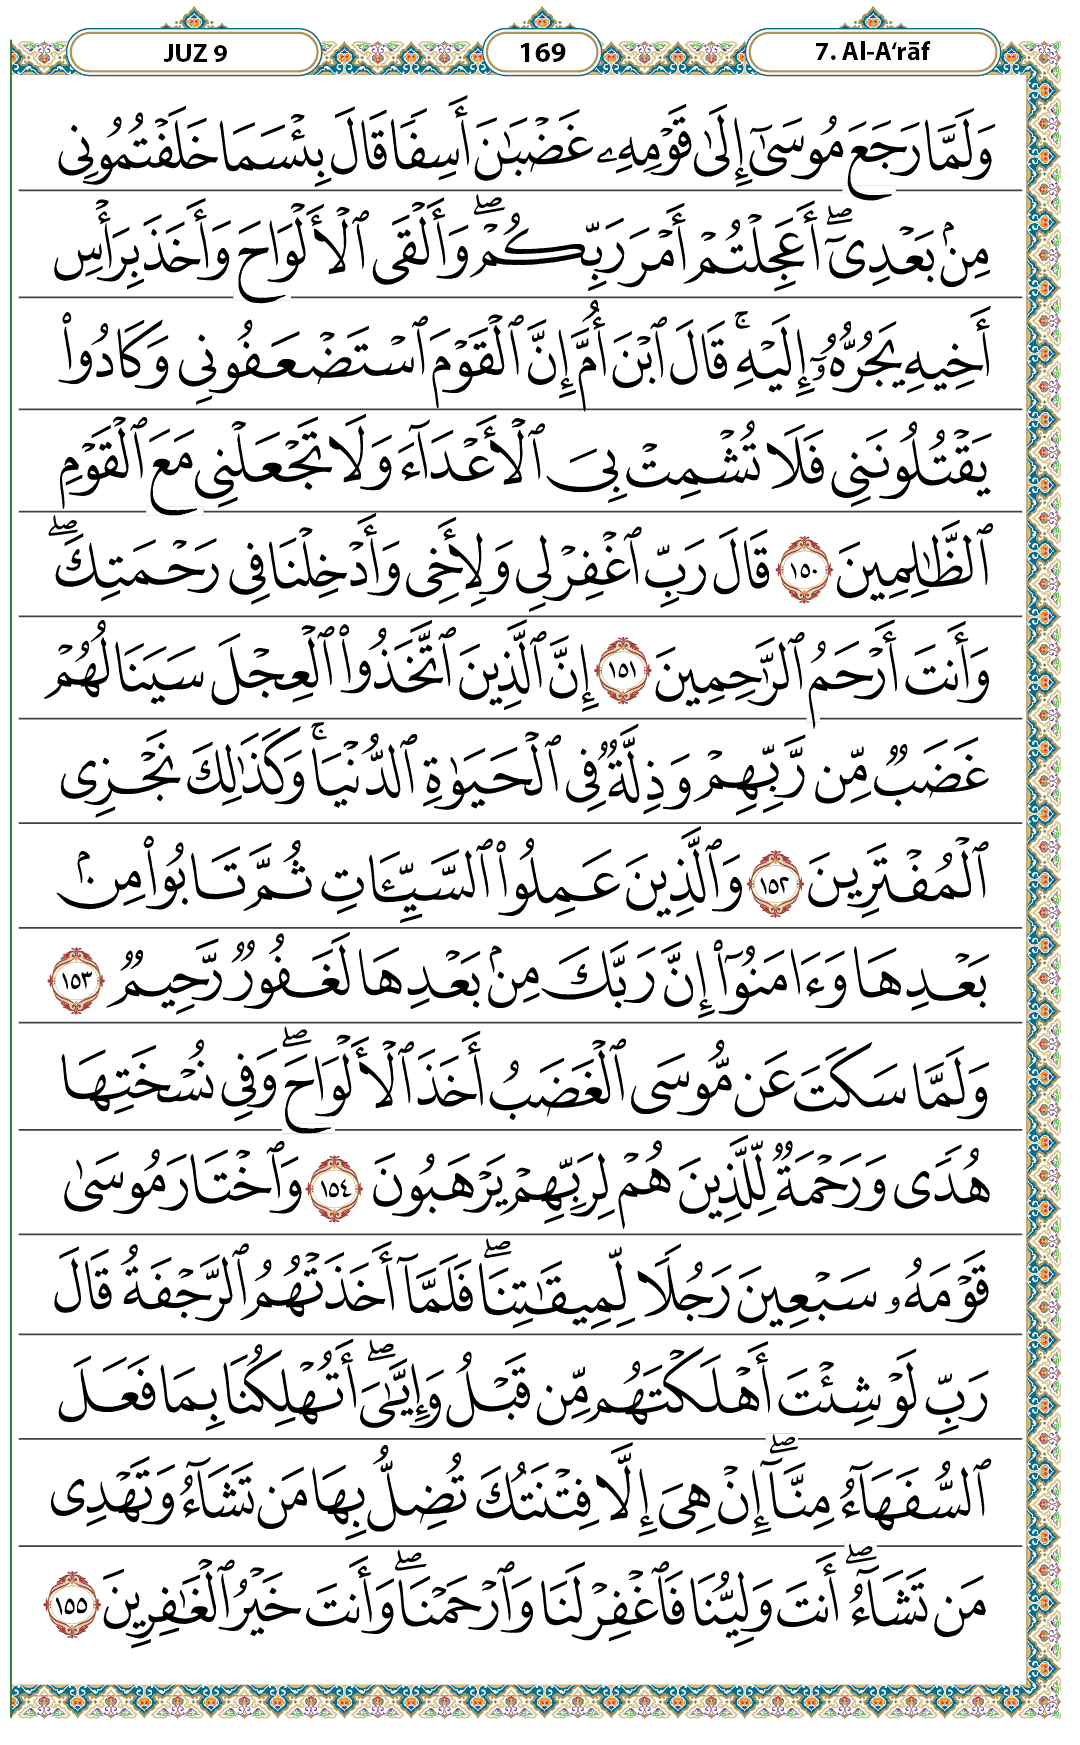 JUZ 9 169 7. Al-A‘rāf
وَلَمَّا رَجَعَ مُوسَىٰٓ إِلَىٰ قَوْمِهِۦ غَضْبَٰنَ أَسِفًا قَالَ بِئْسَمَا خَلَفْتُمُونِى
مِنۢ بَعْدِىٓ ۖ أَعَجِلْتُمْ أَمْرَ رَبِّكُمْ ۖ وَأَلْقَى ٱلْأَلْوَاحَ وَأَخَذَ بِرَأْسِ
أَخِيهِ يَجُرُّهُۥٓ إِلَيْهِ ۚ قَالَ ٱبْنَ أُمَّ إِنَّ ٱلْقَوْمَ ٱسْتَضْعَفُونِى وَكَادُوا۟
يَقْتُلُونَنِى فَلَا تُشْمِتْ بِىَ ٱلْأَعْدَآءَ وَلَا تَجْعَلْنِى مَعَ ٱلْقَوْمِ
ٱلظَّٰلِمِينَ ١٥٠ قَالَ رَبِّ ٱغْفِرْ لِى وَلِأَخِى وَأَدْخِلْنَا فِى رَحْمَتِكَ ۖ
وَأَنتَ أَرْحَمُ ٱلرَّٰحِمِينَ ١٥١ إِنَّ ٱلَّذِينَ ٱتَّخَذُوا۟ ٱلْعِجْلَ سَيَنَالُهُمْ
غَضَبٌ مِّن رَّبِّهِمْ وَذِلَّةٌ فِى ٱلْحَيَوٰةِ ٱلدُّنْيَا ۚ وَكَذَٰلِكَ نَجْزِى
ٱلْمُفْتَرِينَ ١٥٢ وَٱلَّذِينَ عَمِلُوا۟ ٱلسَّيِّـَٔاتِ ثُمَّ تَابُوا۟ مِنۢ
بَعْدِهَا وَءَامَنُوٓا۟ إِنَّ رَبَّكَ مِنۢ بَعْدِهَا لَغَفُورٌ رَّحِيمٌ ١٥٣
وَلَمَّا سَكَتَ عَن مُّوسَى ٱلْغَضَبُ أَخَذَ ٱلْأَلْوَاحَ ۖ وَفِى نُسْخَتِهَا
هُدًى وَرَحْمَةٌ لِّلَّذِينَ هُمْ لِرَبِّهِمْ يَرْهَبُونَ ١٥٤ وَٱخْتَارَ مُوسَىٰ
قَوْمَهُۥ سَبْعِينَ رَجُلًا لِّمِيقَٰتِنَا ۖ فَلَمَّآ أَخَذَتْهُمُ ٱلرَّجْفَةُ قَالَ
رَبِّ لَوْ شِئْتَ أَهْلَكْتَهُم مِّن قَبْلُ وَإِيَّٰىَ ۖ أَتُهْلِكُنَا بِمَا فَعَلَ
ٱلسُّفَهَآءُ مِنَّآ ۖ إِنْ هِىَ إِلَّا فِتْنَتُكَ تُضِلُّ بِهَا مَن تَشَآءُ وَتَهْدِى
مَن تَشَآءُ ۖ أَنتَ وَلِيُّنَا فَٱغْفِرْ لَنَا وَٱرْحَمْنَا ۖ وَأَنتَ خَيْرُ ٱلْغَٰفِرِينَ ١٥٥